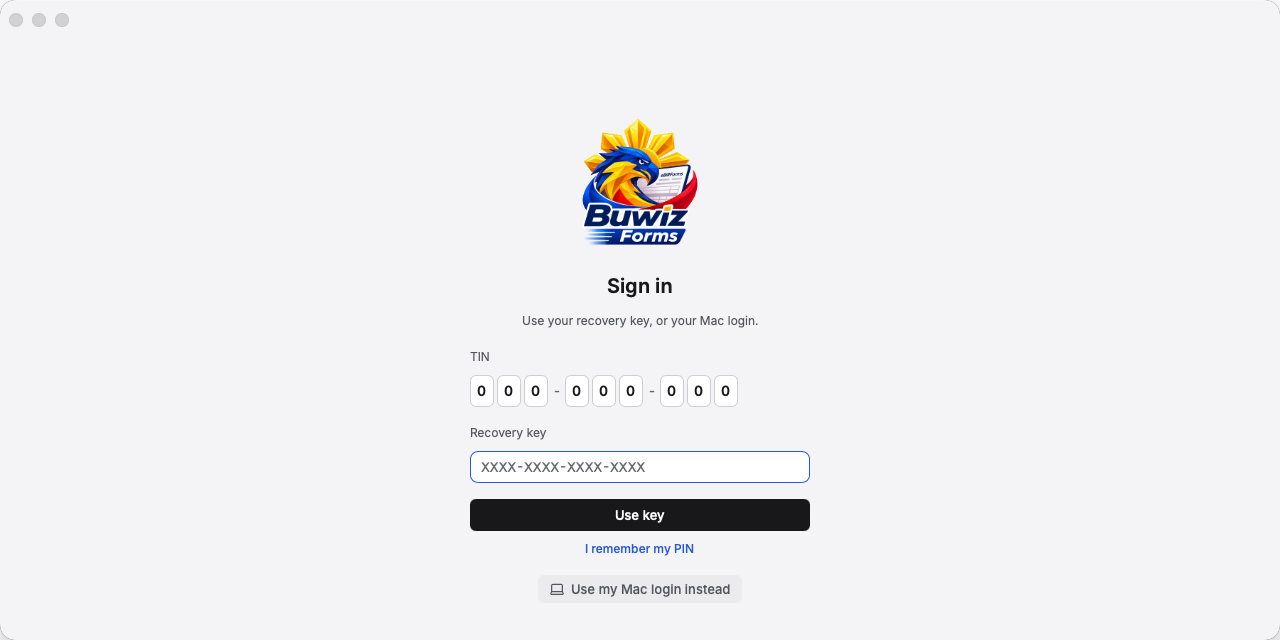 eBIRForms
Buwiz
Forms
Sign in
Use your recovery key, or your Mac login.
TIN
0 0 0 - 0 0 0 - 0 0 0
Recovery key
XXXX-XXXX-XXXX-XXXX
Use key
I remember my PIN
Use my Mac login instead